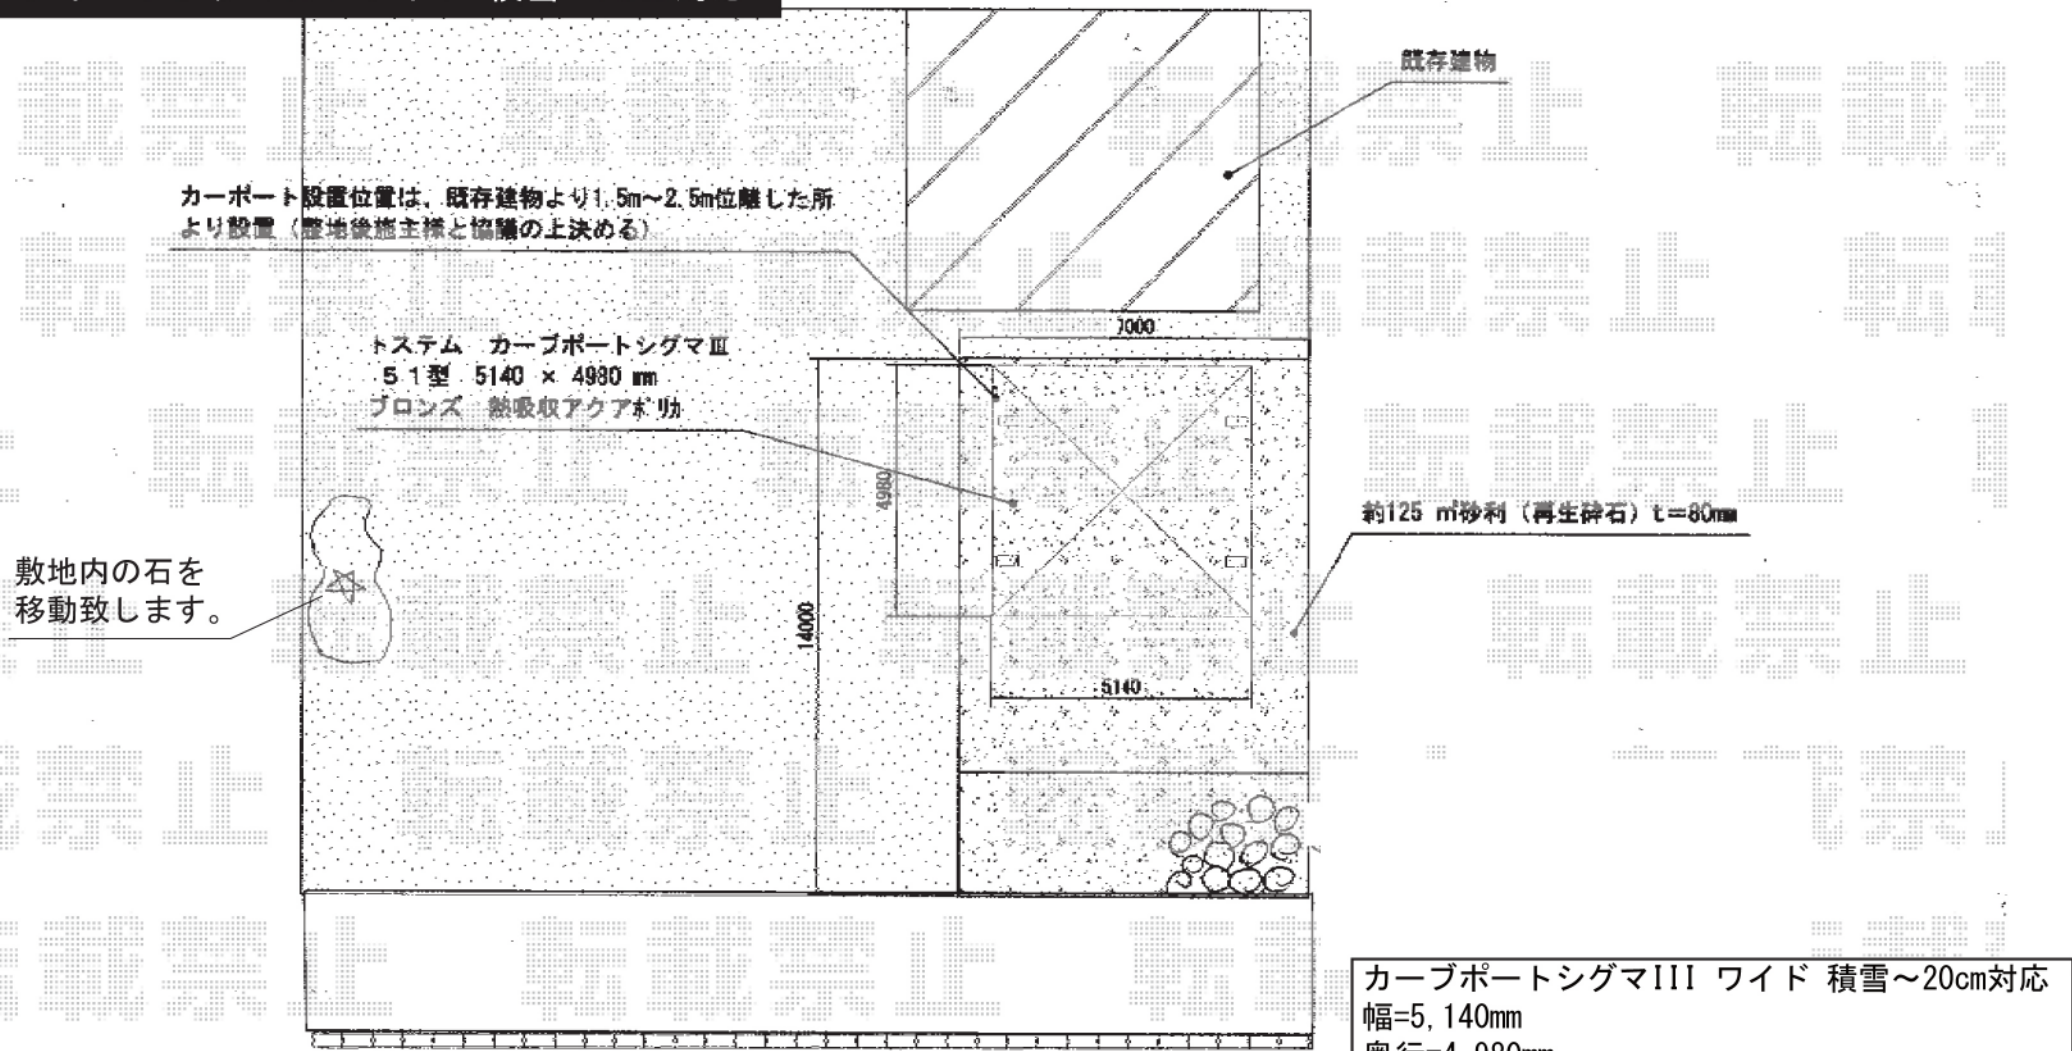 既存建物
カーポート設置位置は、既存建物より1.5m～2.5m位離した所
より設置（整地後施主様と協議の上決める）
7000
トステム　カーブポートシグマⅢ
５１型　5140 × 4980 mm
ブロンズ　熱吸収アクアポリカ
4980
約125 ㎡砂利（再生砕石）t＝80mm
敷地内の石を
移動致します。
14000
5140
カーブポートシグマIII ワイド 積雪～20cm対応
幅=5,140mm
転載禁止